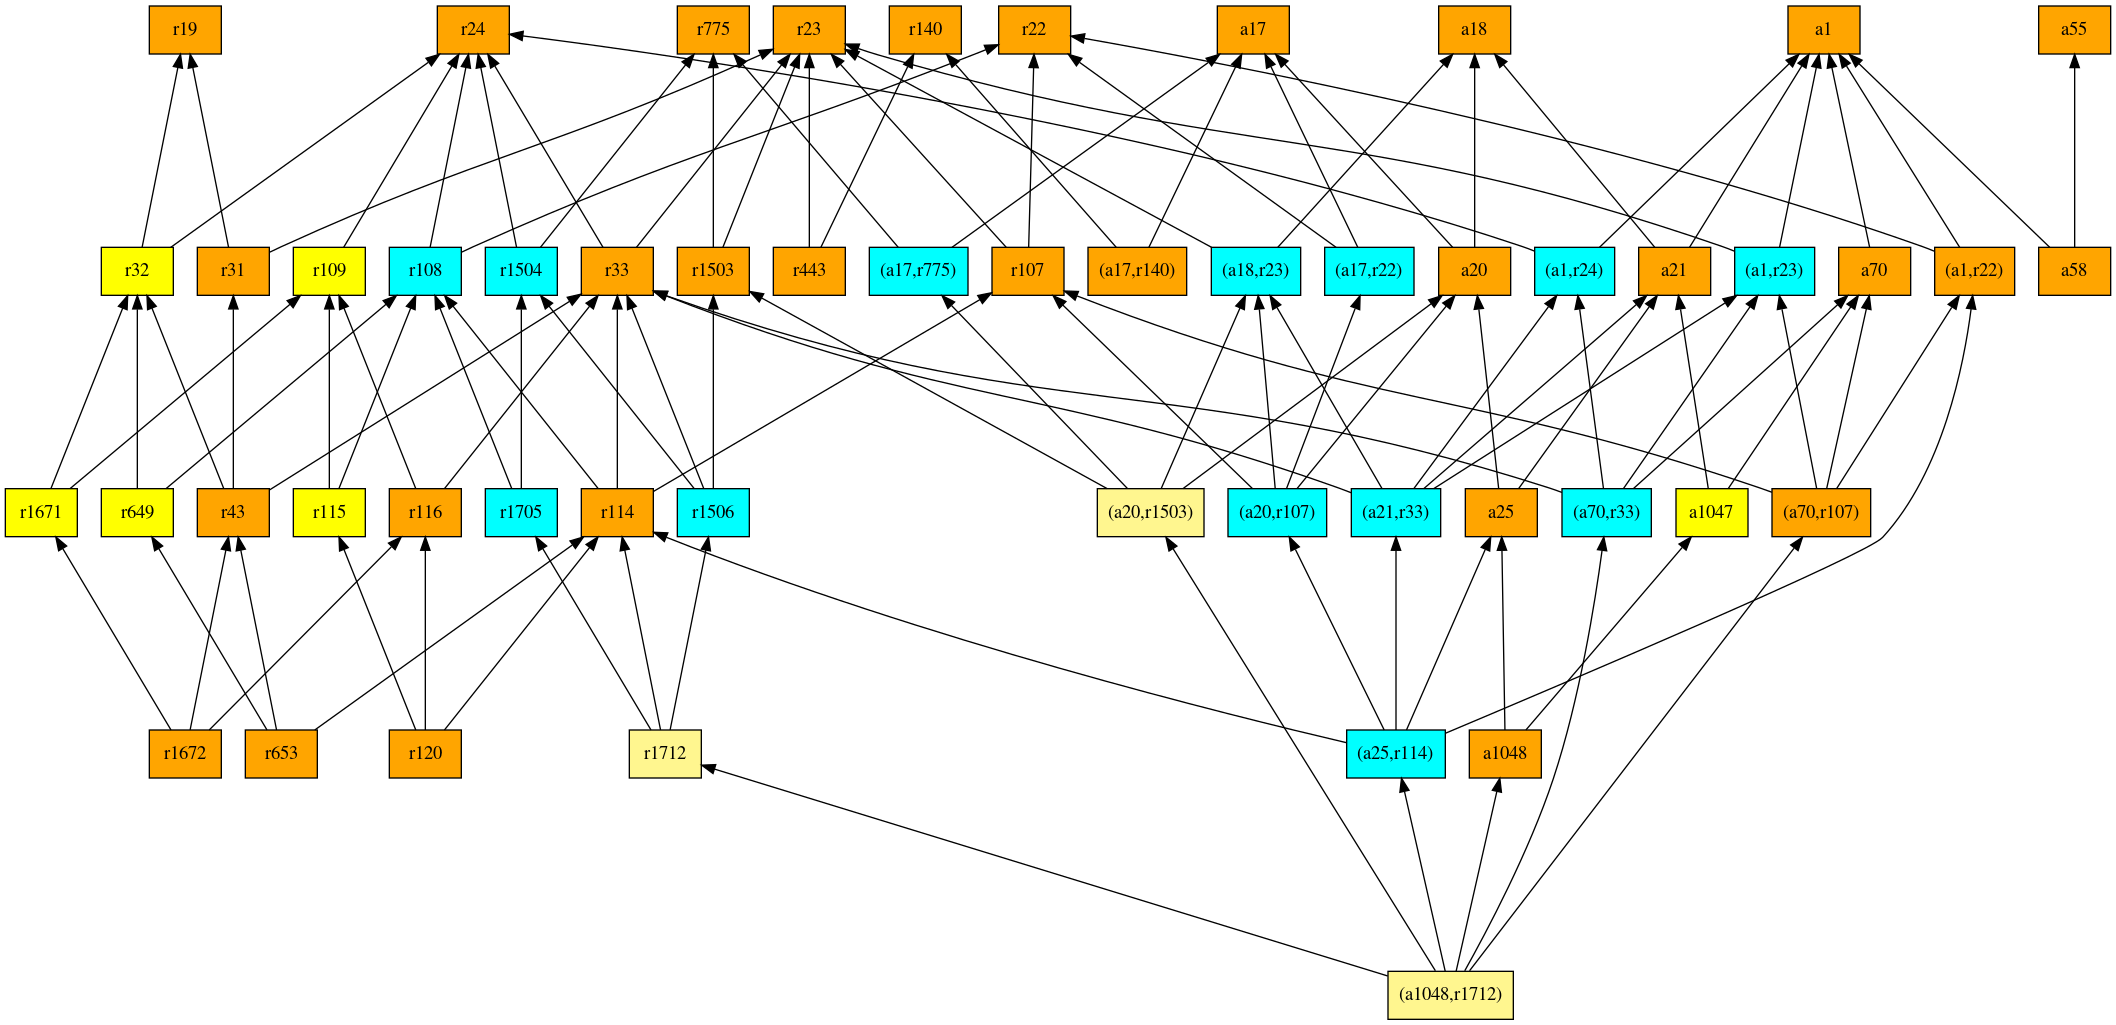 r19
r24
r775
r23
r140
r22
a17
a18
a1
a55
r32
r31
r109
r108
r1504
r33
r1503
r443
(a17,r775)
r107
(a17,r140)
(a18,r23)
(a17,r22)
a20
(a1,r24)
a21
(a1,r23)
a70
(a1,r22)
a58
r1671
r649
r43
r115
r116
r1705
r114
r1506
(a20,r1503)
(a20,r107)
(a21,r33)
a25
(a70,r33)
a1047
(a70,r107)
r1672
r653
r120
r1712
(a25,r114)
a1048
(a1048,r1712)